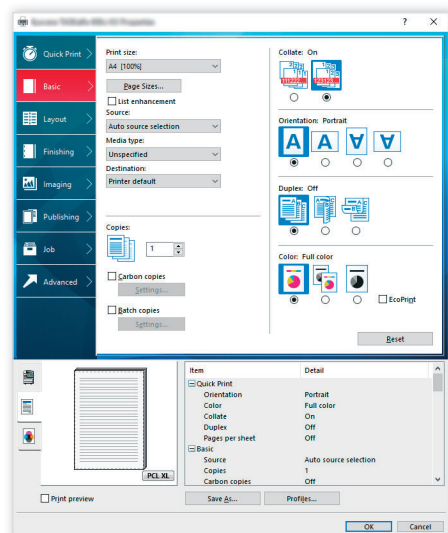 ? X
Quick Print
Basic
Layout
Finishing
Imaging
Publishing
Job
Advanced
Print size:
A4 [100%]
Page Sizes...
List enhancement
Source:
Auto source selection
Media type:
Unspecified
Destination:
Printer default
Copies:
1
Carbon copies
Settings...
Batch copies
Settings...
Collate: On
111222
123123
Orientation: Portrait
A A A A
Duplex: Off
Color: Full color
EcoPrint
Reset
PCL XL
Print preview
Item Detail
Quick Print
Orientation Portrait
Color Full color
Collate On
Duplex Off
Pages per sheet Off
Basic
Source Auto source selection
Copies 1
Carbon copies Off
Save As... Profiles...
OK Cancel